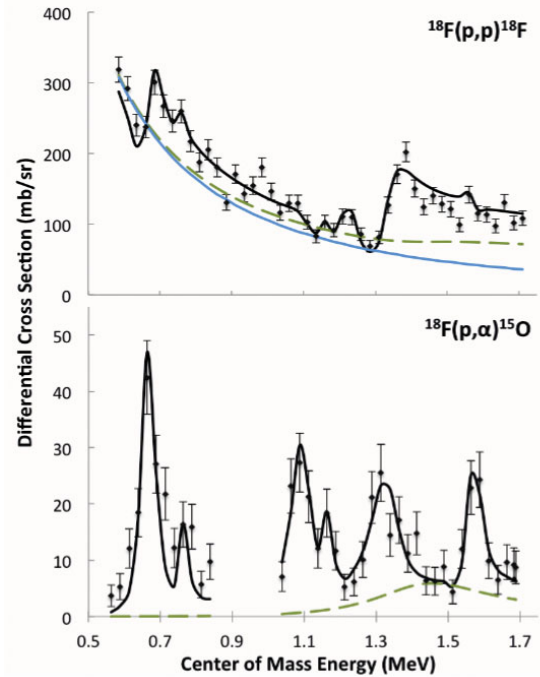 400
¹⁸F(p,p)¹⁸F
300
200
100
0
Differential Cross Section (mb/sr)
50
¹⁸F(p,α)¹⁵O
40
30
20
10
0
0.5 0.7 0.9 1.1 1.3 1.5 1.7
Center of Mass Energy (MeV)